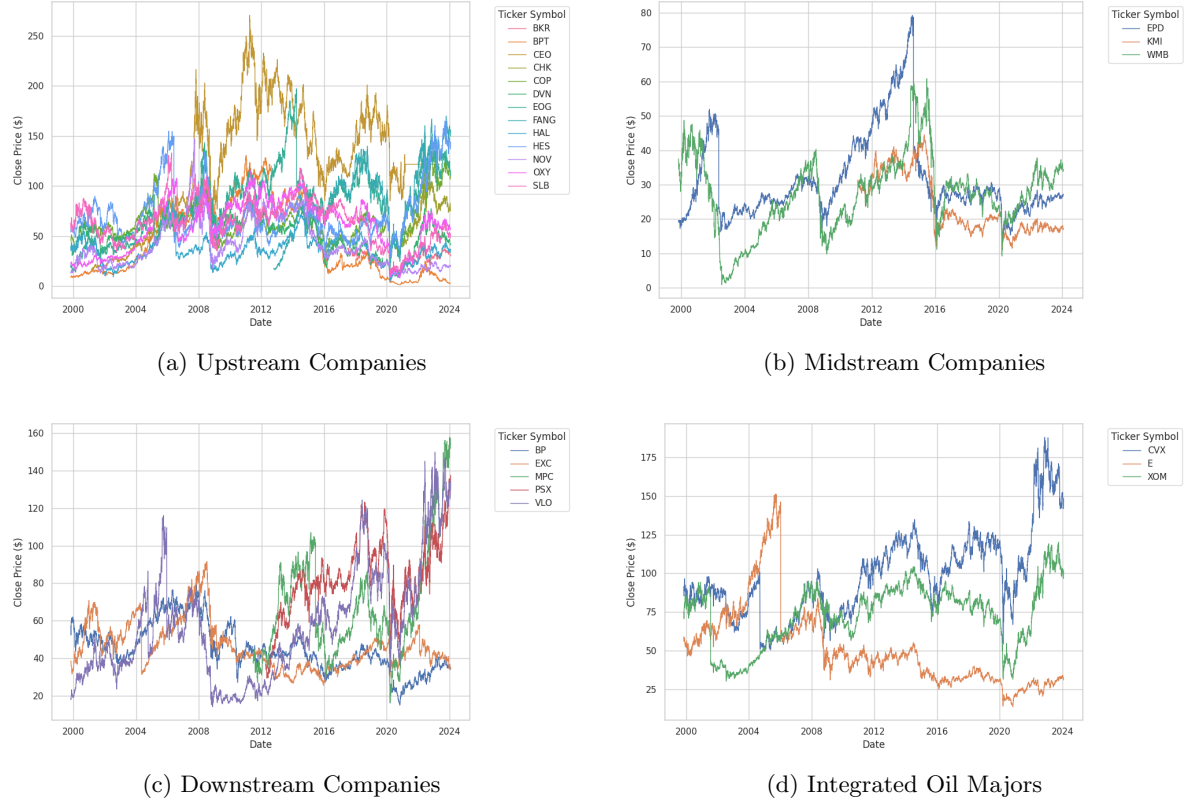 Ticker Symbol
BKR
BPT
CEO
CHK
COP
DVN
EOG
FANG
HAL
HES
NOV
OXY
SLB
Close Price ($)
250
200
150
100
50
0
2000 2004 2008 2012 2016 2020 2024
Date
(a) Upstream Companies
Ticker Symbol
EPD
KMI
WMB
Close Price ($)
80
70
60
50
40
30
20
10
0
2000 2004 2008 2012 2016 2020 2024
Date
(b) Midstream Companies
Ticker Symbol
BP
EXC
MPC
PSX
VLO
Close Price ($)
160
140
120
100
80
60
40
20
2000 2004 2008 2012 2016 2020 2024
Date
(c) Downstream Companies
Ticker Symbol
CVX
E
XOM
Close Price ($)
175
150
125
100
75
50
25
2000 2004 2008 2012 2016 2020 2024
Date
(d) Integrated Oil Majors